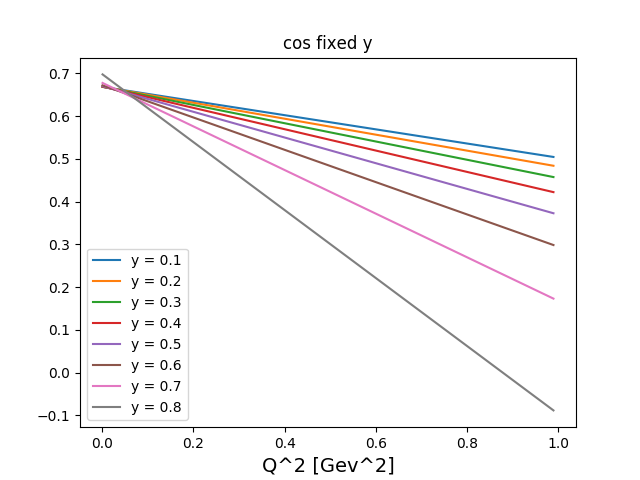 cos fixed y
0.7
0.6
0.5
0.4
0.3
0.2
0.1
0.0
−0.1
y = 0.1
y = 0.2
y = 0.3
y = 0.4
y = 0.5
y = 0.6
y = 0.7
y = 0.8
0.0 0.2 0.4 0.6 0.8 1.0
Q^2 [Gev^2]